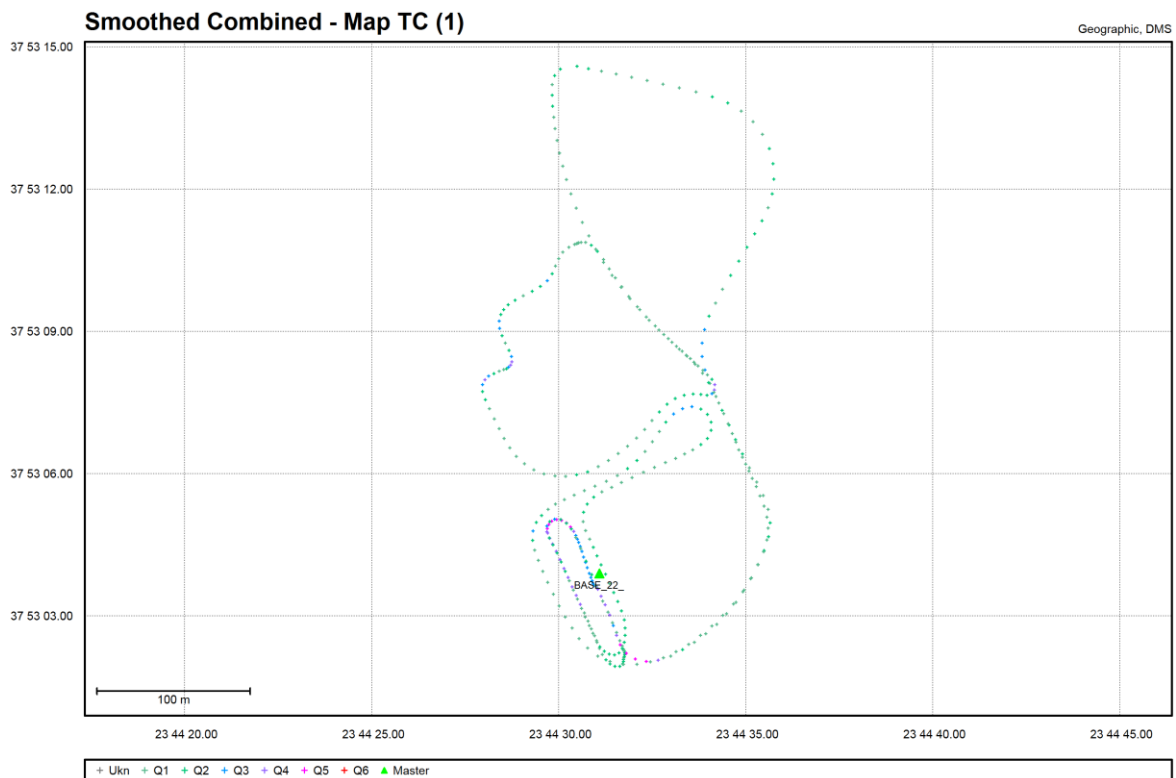 Smoothed Combined - Map TC (1)
Geographic, DMS
37 53 15.00
37 53 12.00
37 53 09.00
37 53 06.00
37 53 03.00
BASE_22_
100 m
23 44 20.00 23 44 25.00 23 44 30.00 23 44 35.00 23 44 40.00 23 44 45.00
Ukn Q1 Q2 Q3 Q4 Q5 Q6 Master